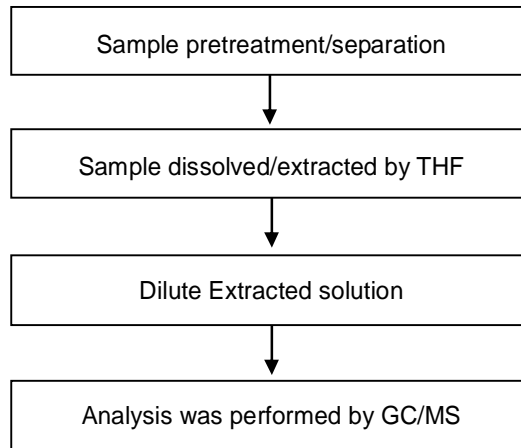 Sample pretreatment/separation
Sample dissolved/extracted by THF
Dilute Extracted solution
Analysis was performed by GC/MS